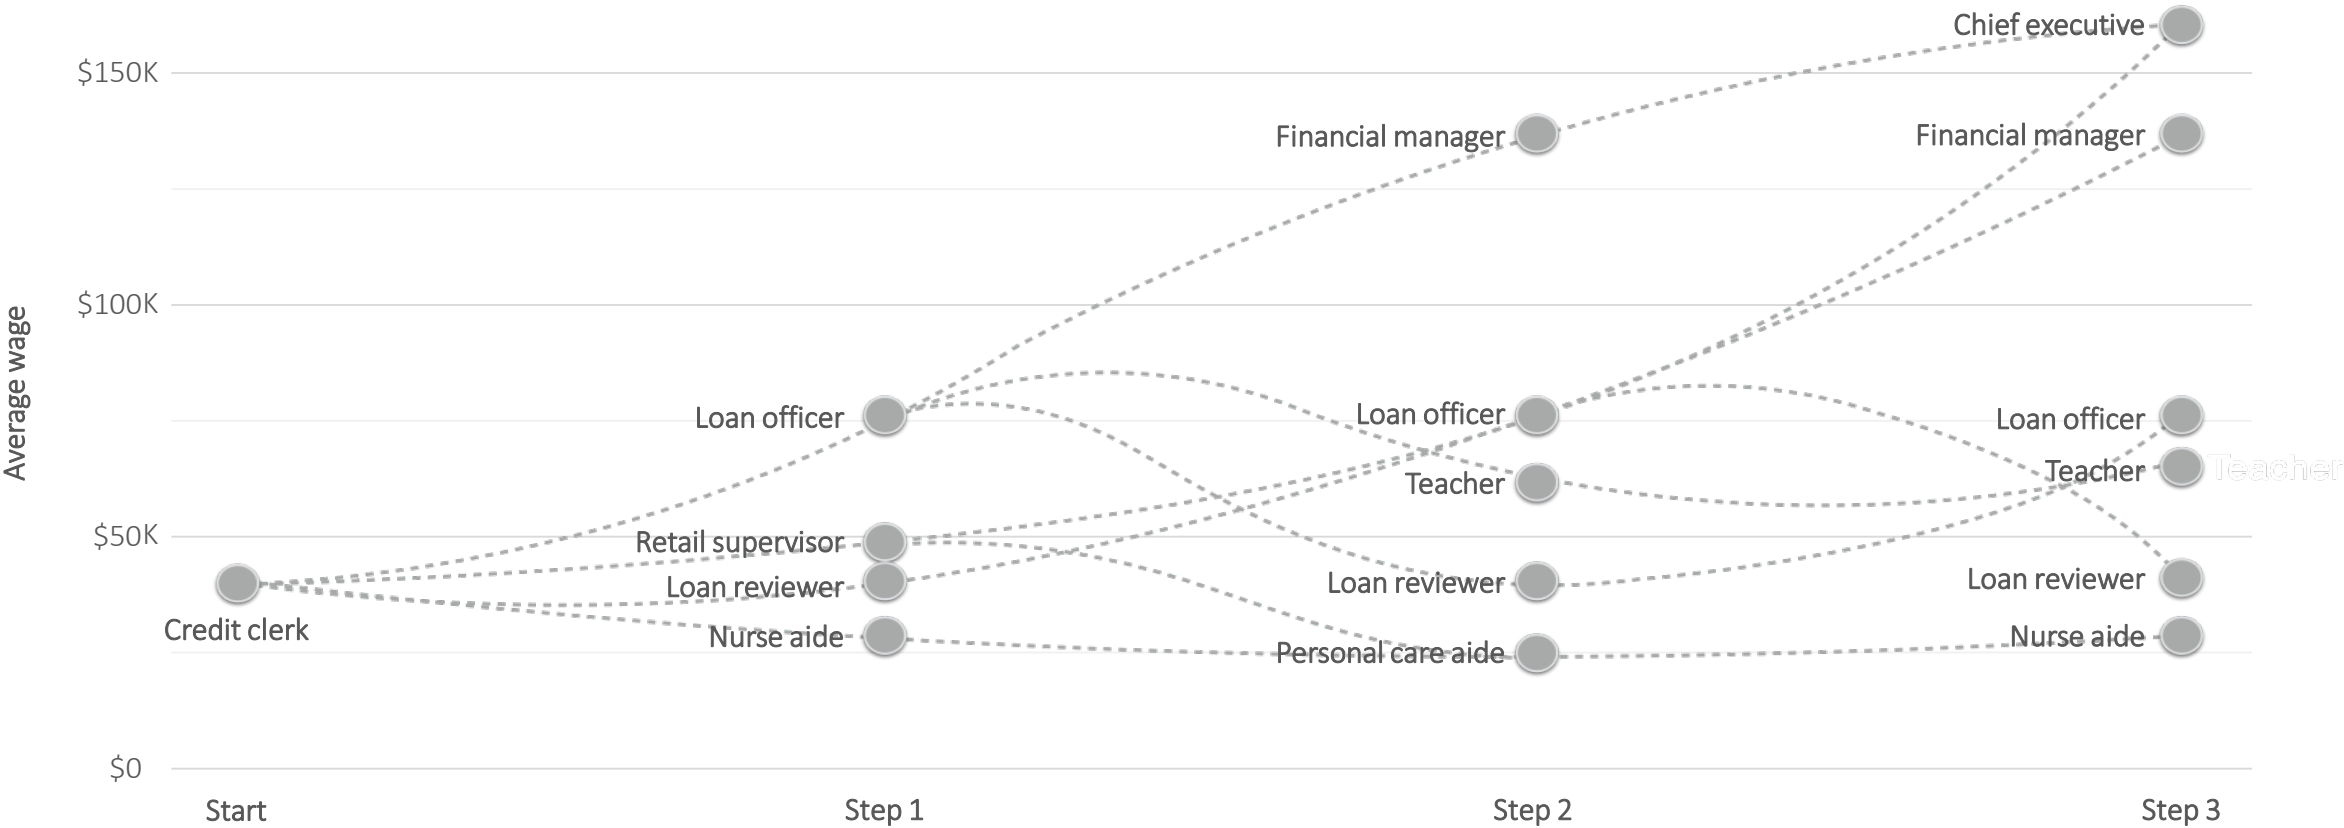 Chief executive
$150K
Financial manager
Financial manager
$100K
Average wage
Loan officer
Loan officer
Loan officer
Teacher
Teacher
Teacher
$50K
Retail supervisor
Loan reviewer
Loan reviewer
Loan reviewer
Credit clerk
Nurse aide
Personal care aide
Nurse aide
$0
Start
Step 1
Step 2
Step 3